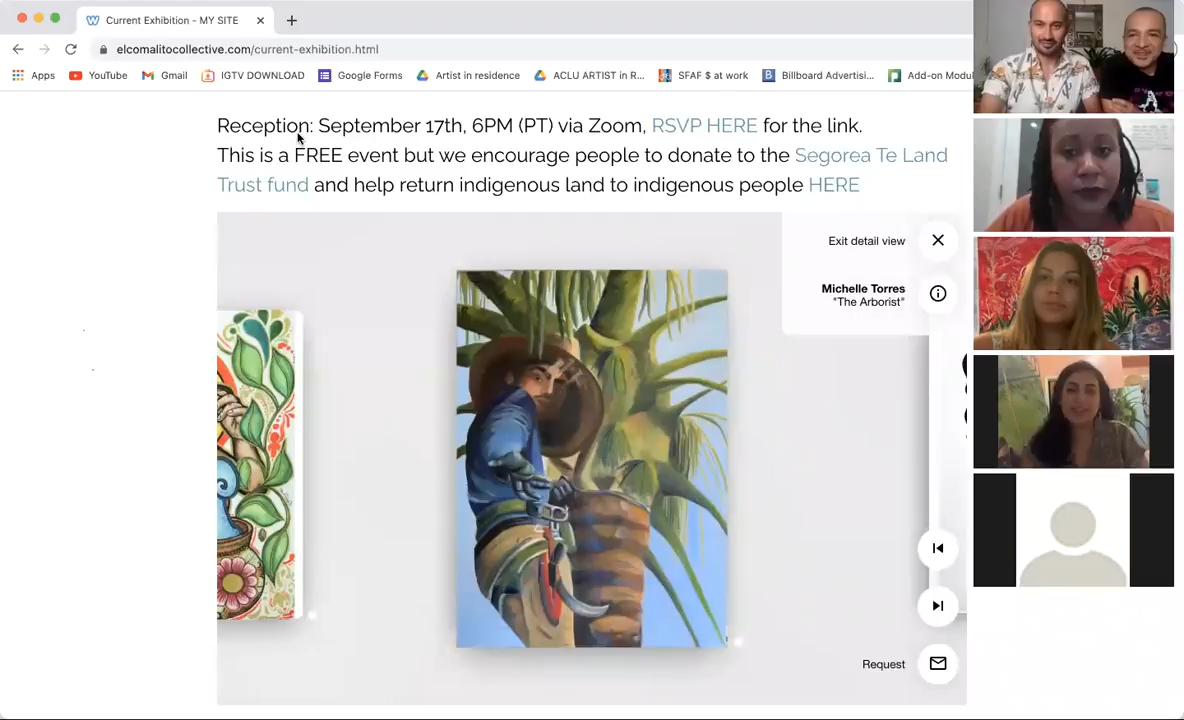 Current Exhibition - MY SITE
elcomalitocollective.com/current-exhibition.html
Apps YouTube Gmail IGTV DOWNLOAD Google Forms Artist in residence ACLU ARTIST in R... SFAF $ at work Billboard Advertisi... Add-on Modul
Reception: September 17th, 6PM (PT) via Zoom, RSVP HERE for the link.
This is a FREE event but we encourage people to donate to the Segorea Te Land
Trust fund and help return indigenous land to indigenous people HERE
Exit detail view
Michelle Torres
"The Arborist"
Request